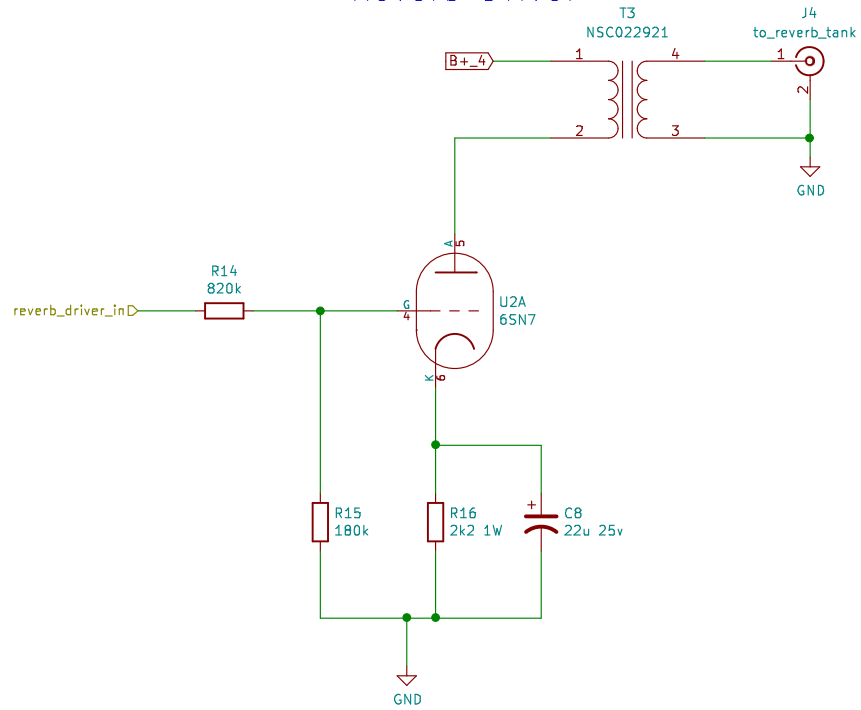 T3
NSC022921
J4
to_reverb_tank
B+_4
1
4
1
2
2
3
GND
A
5
R14
820k
reverb_driver_in
G
4
U2A
6SN7
K
6
R15
180k
R16
2k2 1W
+
C8
22u 25v
GND